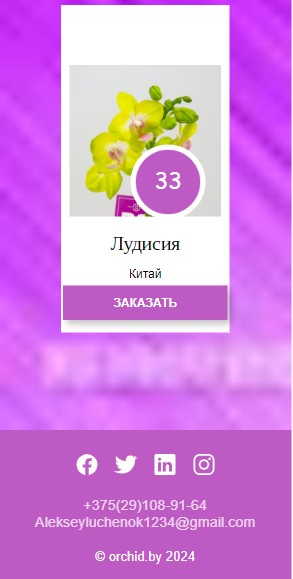 33
Лудисия
Китай
ЗАКАЗАТЬ
+375(29)108-91-64
Alekseyluchenok1234@gmail.com
© orchid.by 2024